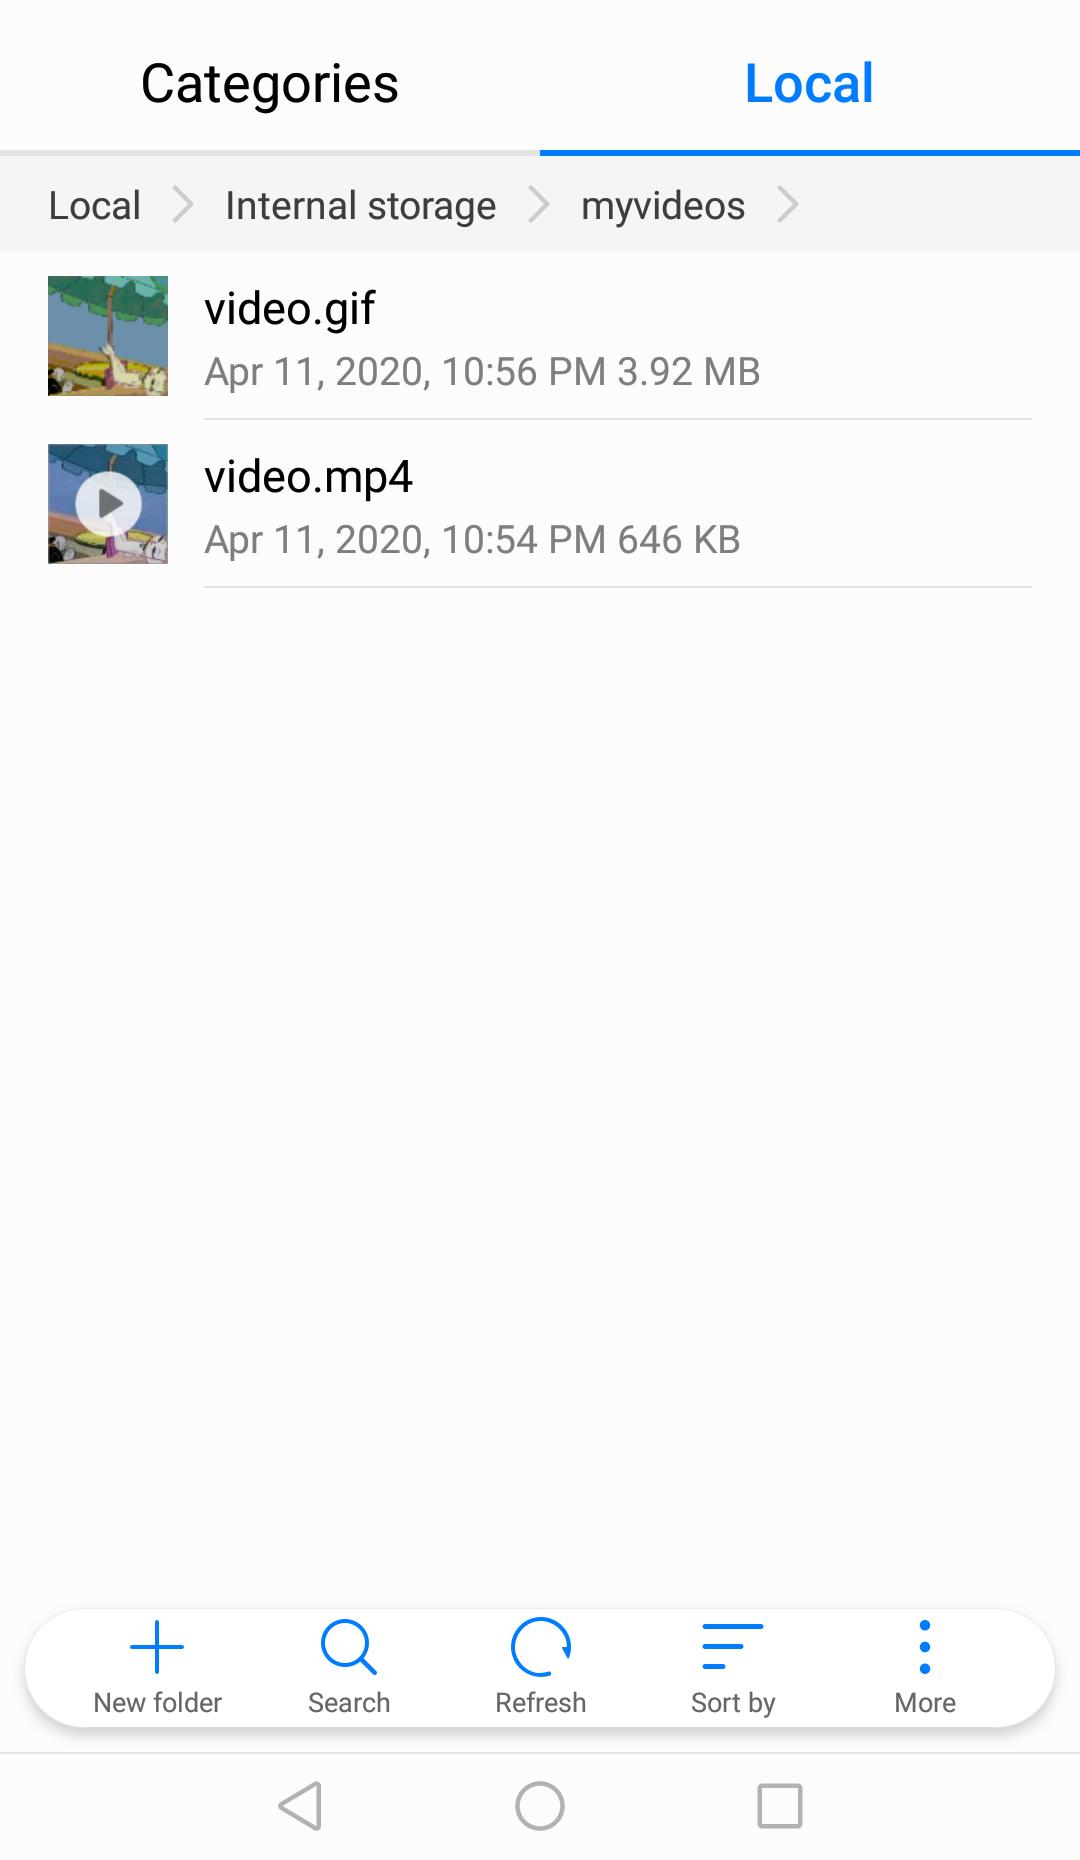 Categories Local
Local Internal storage myvideos
video.gif
Apr 11, 2020, 10:56 PM 3.92 MB
video.mp4
Apr 11, 2020, 10:54 PM 646 KB
New folder Search Refresh Sort by More